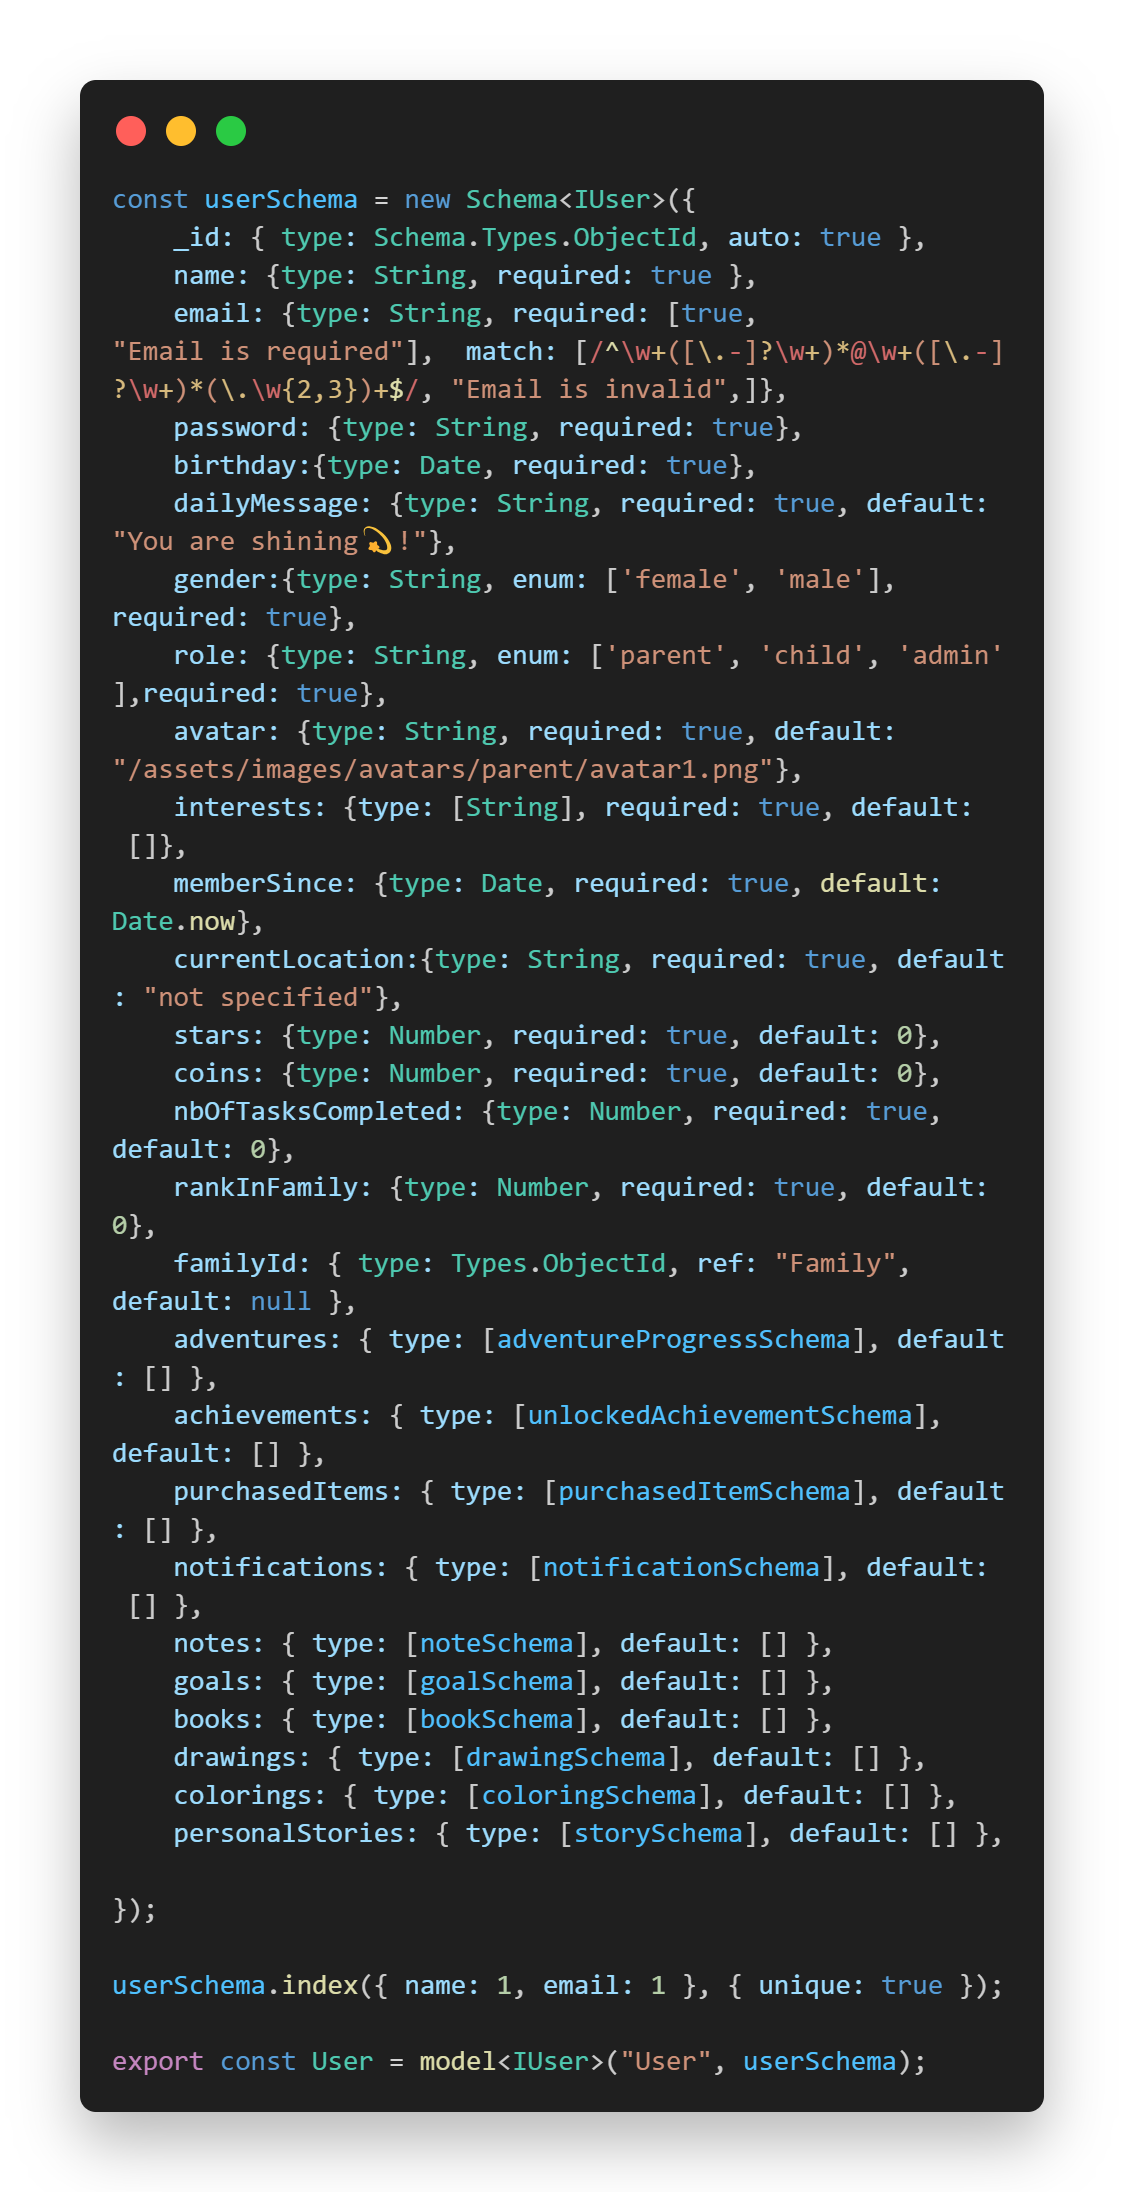 const userSchema = new Schema<IUser>({
    _id: { type: Schema.Types.ObjectId, auto: true },
    name: {type: String, required: true },
    email: {type: String, required: [true,
"Email is required"],  match: [/^\w+([\.-]?\w+)*@\w+([\.-]
?\w+)*(\.\w{2,3})+$/, "Email is invalid",]},
    password: {type: String, required: true},
    birthday:{type: Date, required: true},
    dailyMessage: {type: String, required: true, default:
"You are shining💫!"},
    gender:{type: String, enum: ['female', 'male'],
required: true},
    role: {type: String, enum: ['parent', 'child', 'admin'
],required: true},
    avatar: {type: String, required: true, default:
"/assets/images/avatars/parent/avatar1.png"},
    interests: {type: [String], required: true, default:
 []},
    memberSince: {type: Date, required: true, default:
Date.now},
    currentLocation:{type: String, required: true, default
: "not specified"},
    stars: {type: Number, required: true, default: 0},
    coins: {type: Number, required: true, default: 0},
    nbOfTasksCompleted: {type: Number, required: true,
default: 0},
    rankInFamily: {type: Number, required: true, default:
0},
    familyId: { type: Types.ObjectId, ref: "Family",
default: null },
    adventures: { type: [adventureProgressSchema], default
: [] },
    achievements: { type: [unlockedAchievementSchema],
default: [] },
    purchasedItems: { type: [purchasedItemSchema], default
: [] },
    notifications: { type: [notificationSchema], default:
 [] },
    notes: { type: [noteSchema], default: [] },
    goals: { type: [goalSchema], default: [] },
    books: { type: [bookSchema], default: [] },
    drawings: { type: [drawingSchema], default: [] },
    colorings: { type: [coloringSchema], default: [] },
    personalStories: { type: [storySchema], default: [] },

});

userSchema.index({ name: 1, email: 1 }, { unique: true });

export const User = model<IUser>("User", userSchema);